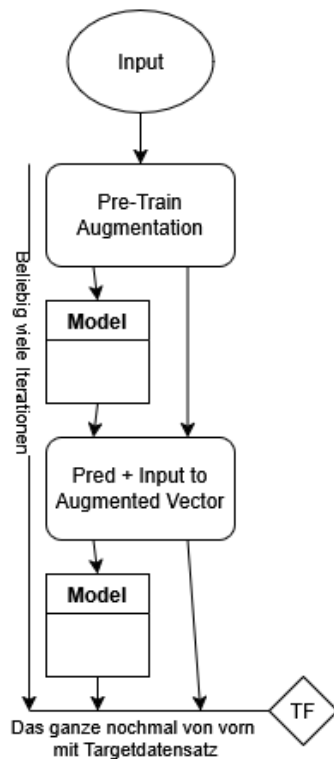 Input
Pre-Train
Augmentation
Beliebig viele Iterationen
Model
Pred + Input to
Augmented Vector
Model
TF
Das ganze nochmal von vorn
mit Targetdatensatz